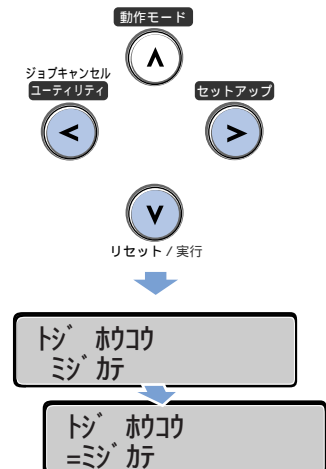 動作モード
ジョブキャンセル
ユーティリティ
セットアップ
リセット / 実行
トジ ホウコウ
ミジカテ
トジ ホウコウ
=ミジカテ